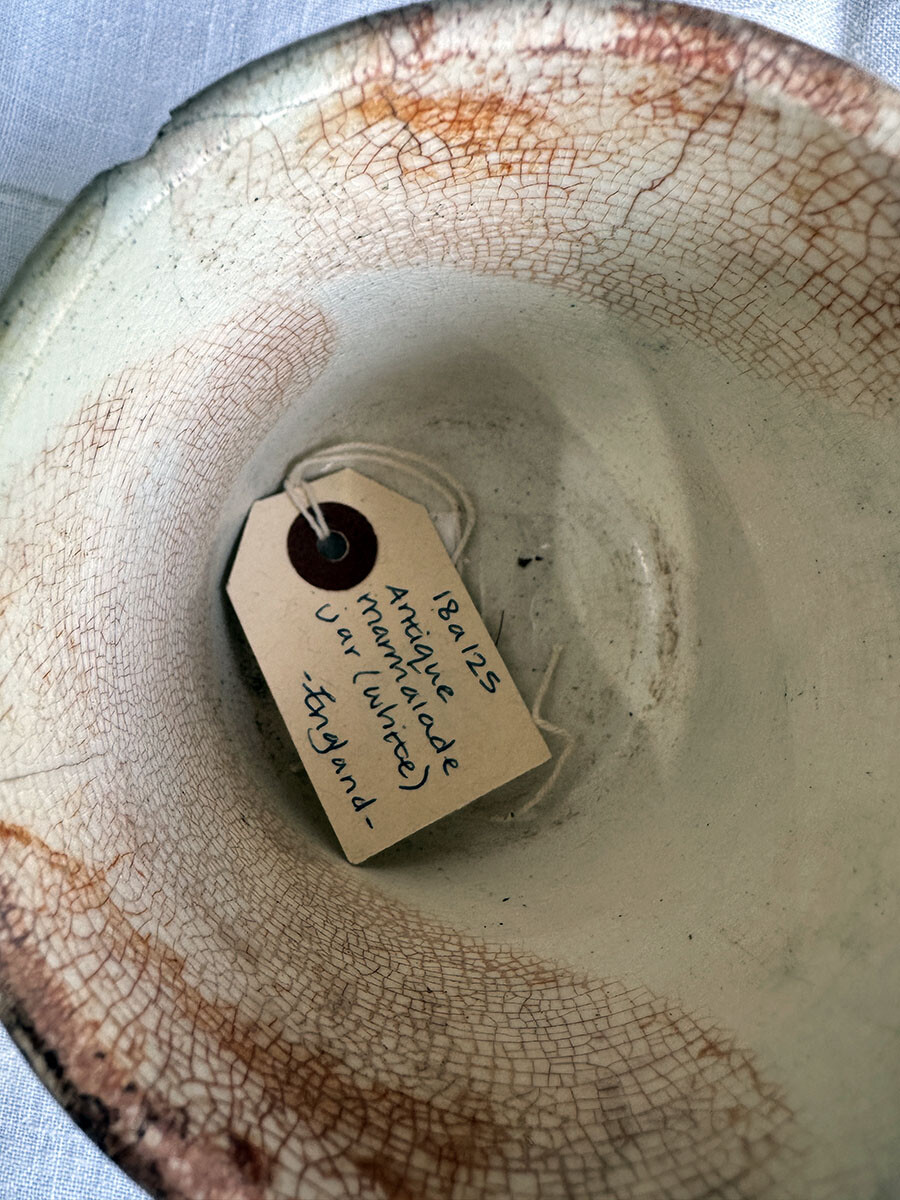 18a125
Antique
marmalade
Jar (white)
-England-